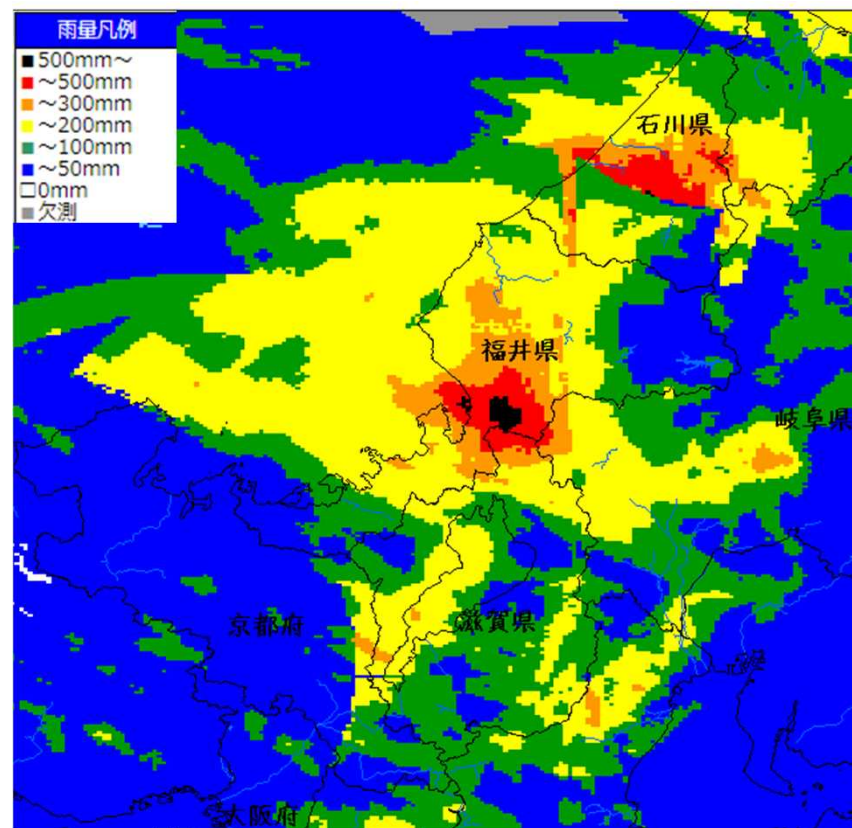 雨量凡例
■500mm～
■～500mm
■～300mm
■～200mm
■～100mm
■～50mm
□0mm
■欠測
石川県
福井県
岐阜県
京都府
滋賀県
大阪府